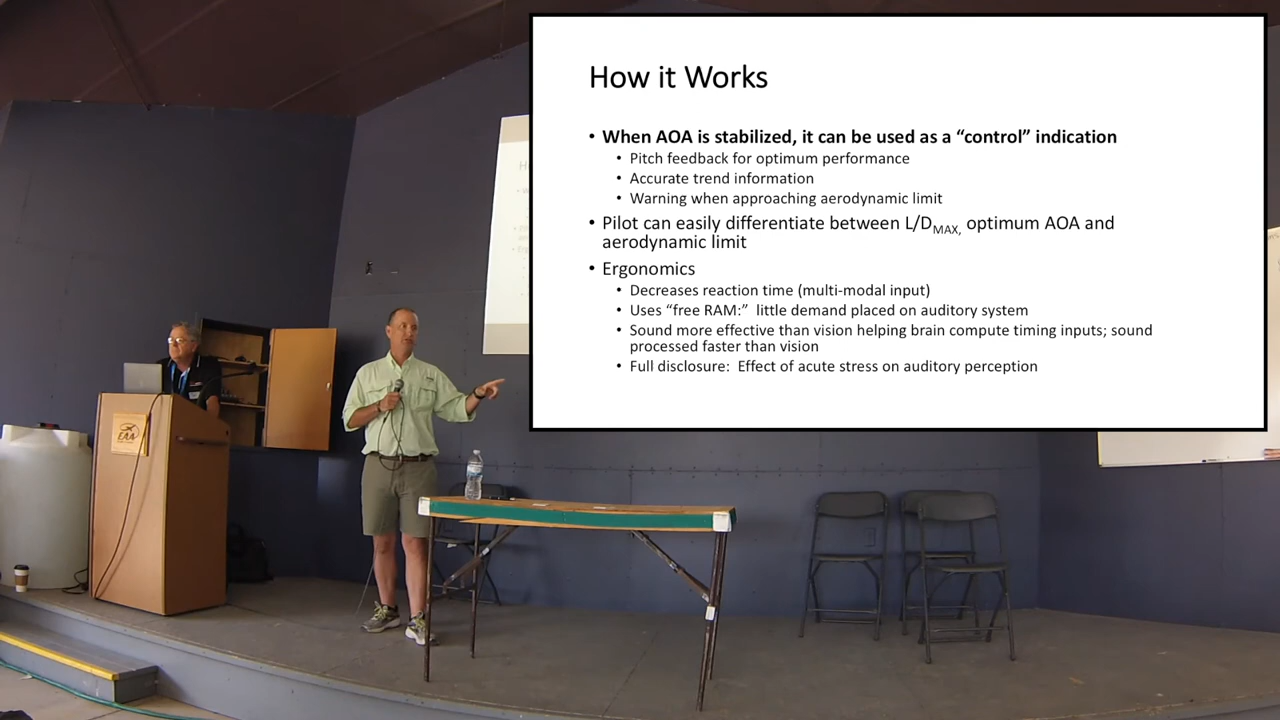 How it Works
• When AOA is stabilized, it can be used as a “control” indication
• Pitch feedback for optimum performance
• Accurate trend information
• Warning when approaching aerodynamic limit
• Pilot can easily differentiate between L/DMAX, optimum AOA and
aerodynamic limit
• Ergonomics
• Decreases reaction time (multi-modal input)
• Uses “free RAM:” little demand placed on auditory system
• Sound more effective than vision helping brain compute timing inputs; sound
processed faster than vision
• Full disclosure: Effect of acute stress on auditory perception
EAA